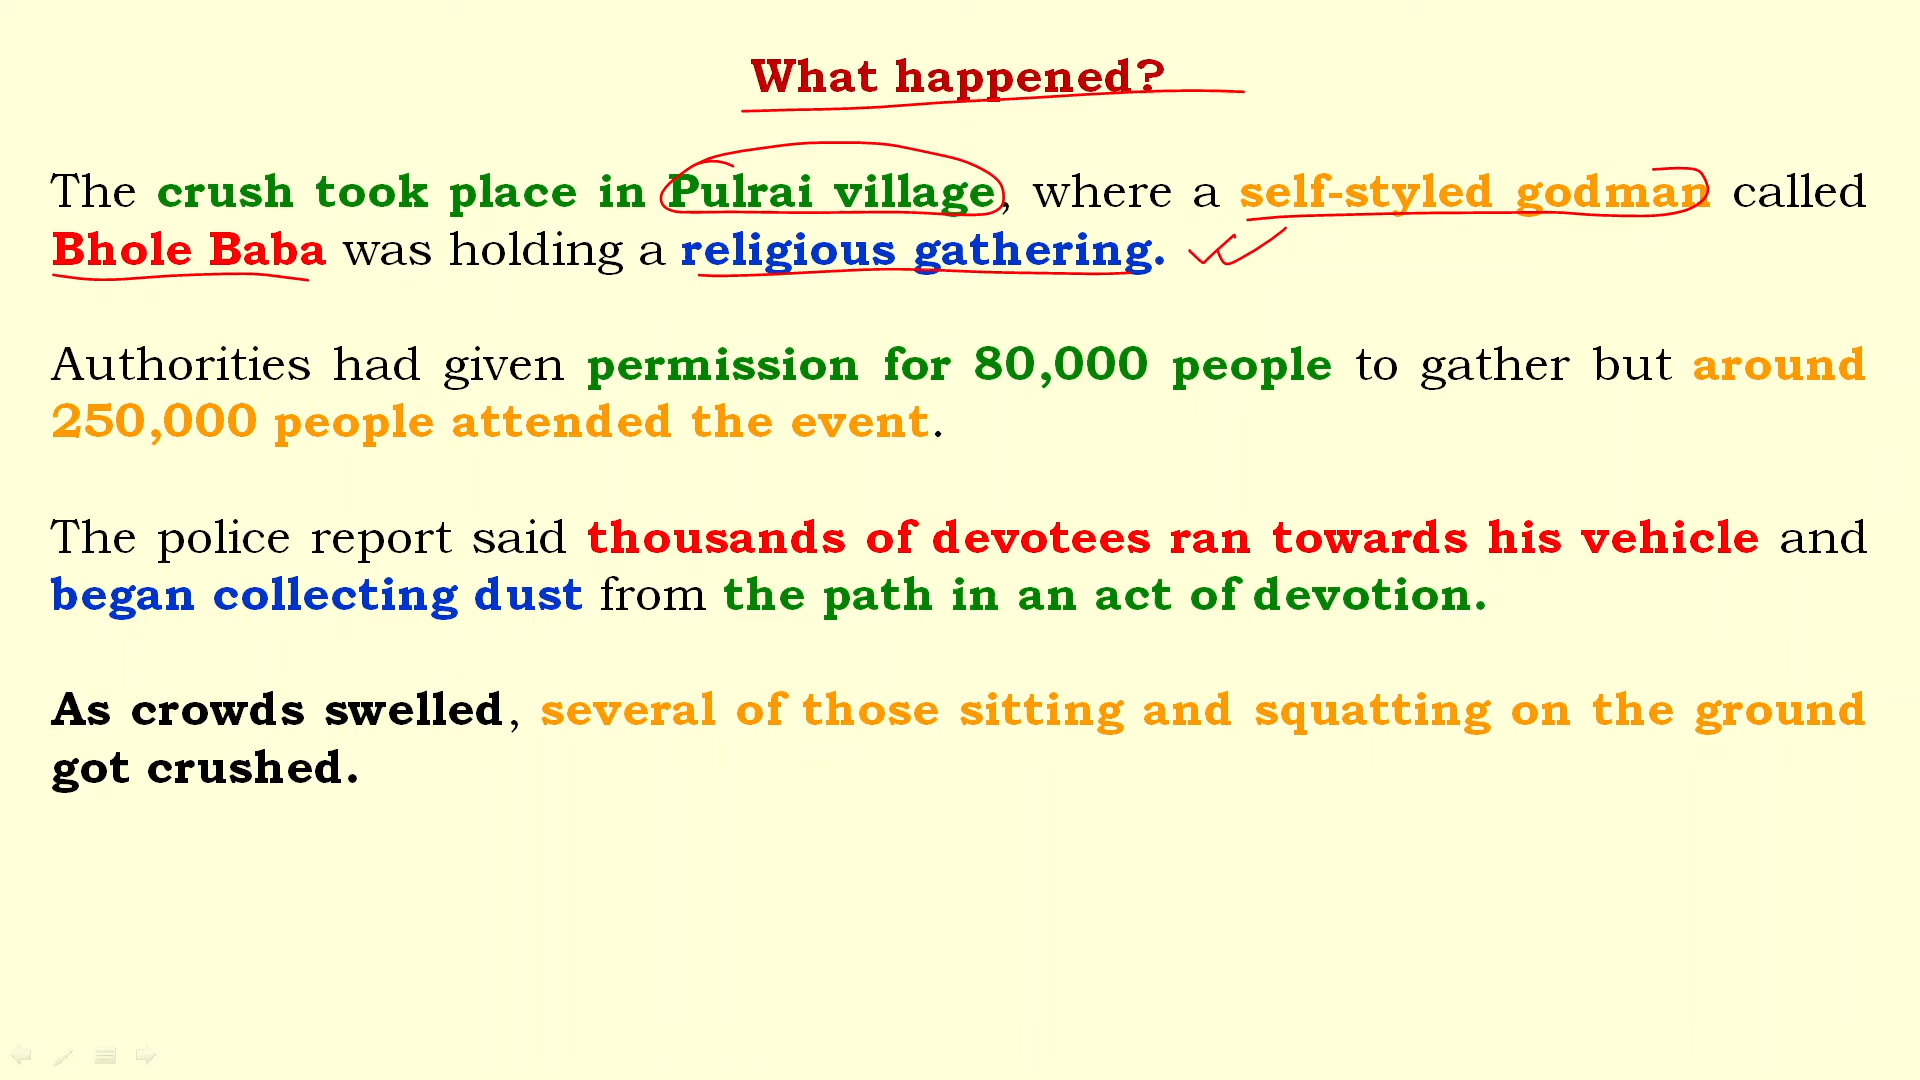 What happened?
The crush took place in Pulrai village, where a self-styled godman called
Bhole Baba was holding a religious gathering.
Authorities had given permission for 80,000 people to gather but around
250,000 people attended the event.
The police report said thousands of devotees ran towards his vehicle and
began collecting dust from the path in an act of devotion.
As crowds swelled, several of those sitting and squatting on the ground
got crushed.